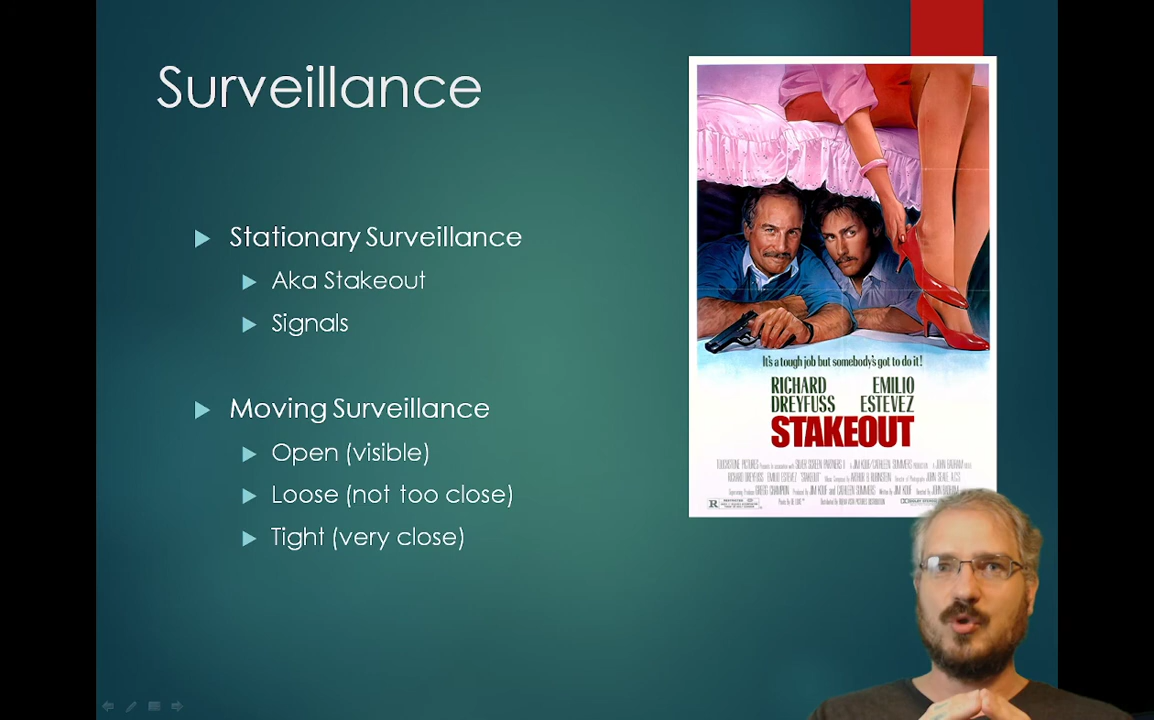 Surveillance
Stationary Surveillance
Aka Stakeout
Signals
Moving Surveillance
Open (visible)
Loose (not too close)
Tight (very close)
It's a tough job but somebody's got to do it!
RICHARD DREYFUSS
EMILIO ESTEVEZ
STAKEOUT
R